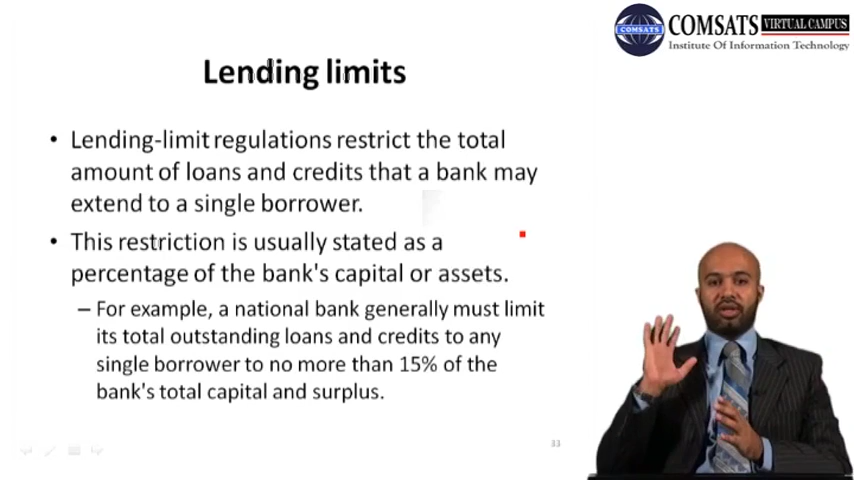 COMSATS VIRTUAL CAMPUS
COMSATS
Institute Of Information Technology
Lending limits
• Lending-limit regulations restrict the total
amount of loans and credits that a bank may
extend to a single borrower.
• This restriction is usually stated as a
percentage of the bank's capital or assets.
– For example, a national bank generally must limit
its total outstanding loans and credits to any
single borrower to no more than 15% of the
bank's total capital and surplus.
33